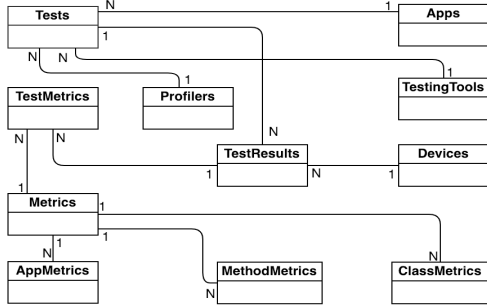 N
1
Tests
Apps
1
N
N
1
1
TestMetrics
Profilers
TestingTools
N
N
N
TestResults
Devices
1
N
1
1
Metrics
1
1
1
N
N
AppMetrics
MethodMetrics
ClassMetrics
N